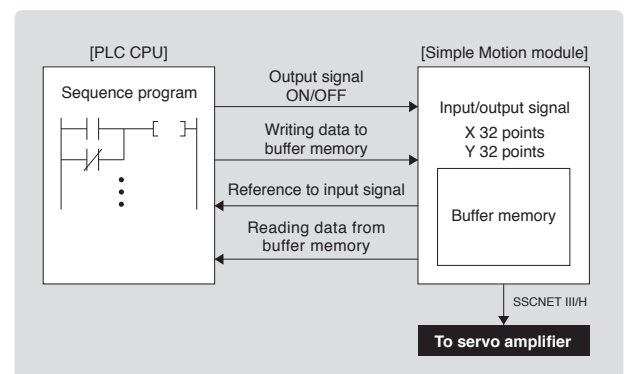 [PLC CPU]
[Simple Motion module]
Sequence program
Output signal
ON/OFF
Writing data to
buffer memory
Reference to input signal
Reading data from
buffer memory
Input/output signal
X 32 points
Y 32 points
Buffer memory
SSCNET III/H
To servo amplifier